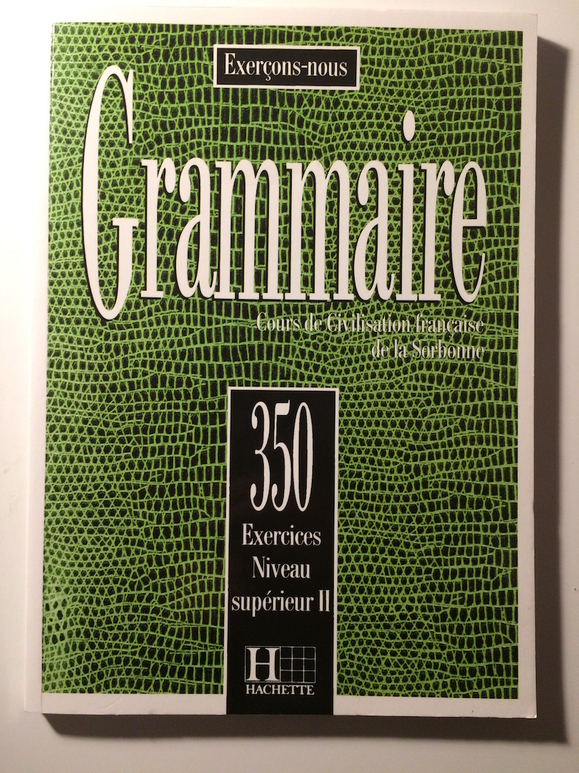 Exerçons-nous
Grammaire
Cours de Civilisation française
de la Sorbonne
350
Exercices
Niveau
supérieur II
H
HACHETTE